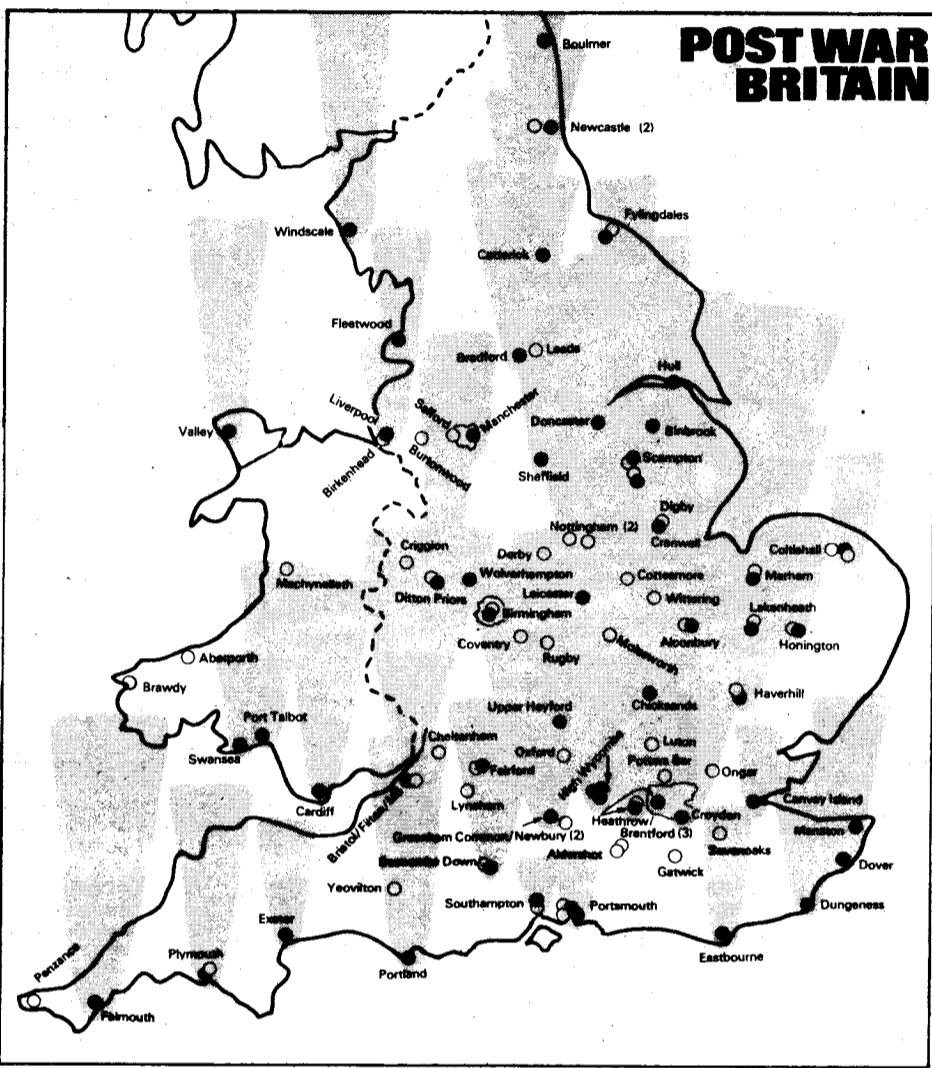 POST WAR
BRITAIN
Boulmer
Newcastle (2)
Fylingdales
Windscale
Catterick
Fleetwood
Bradford
Leeds
Hull
Liverpool
Salford
Manchester
Doncaster
Binbrook
Valley
Birkenhead
Burtonwood
Sheffield
Scampton
Digby
Nottingham (2)
Cranwell
Criggion
Derby
Coltishall
Machynelleth
Wolverhampton
Cottesmore
Marham
Ditton Priors
Leicester
Wittering
Birmingham
Lakenheath
Coventry
Rugby
Molesworth
Alconbury
Honington
Aberporth
Brawdy
Haverhill
Upper Heyford
Chicksands
Port Talbot
Swansea
Cheltenham
Oxford
High Wycombe
Luton
Potters Bar
Fairford
Ongar
Cardiff
Lyneham
Heathrow/
Brentford (3)
Croydon
Canvey Island
Manston
Greenham Common/Newbury (2)
Aldershot
Sevenoaks
Dover
Gatwick
Yeovilton
Southampton
Portsmouth
Dungeness
Exeter
Eastbourne
Penzance
Plymouth
Portland
Falmouth